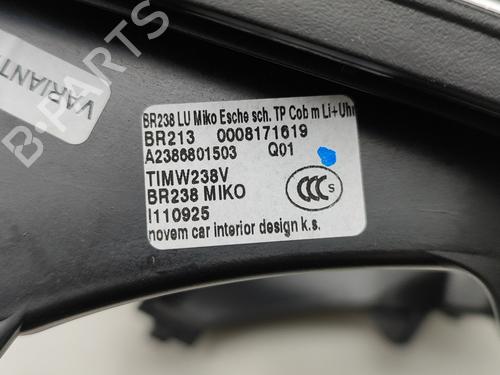 BR238 LU Miko Esche sch. TP Cob m Li+Uhr
BR213 0008171619
A2386801503 Q01
TIMW238V
BR238 MIKO
I110925
novem car interior design k.s.
CCC S
VARIANT
B-PARTS